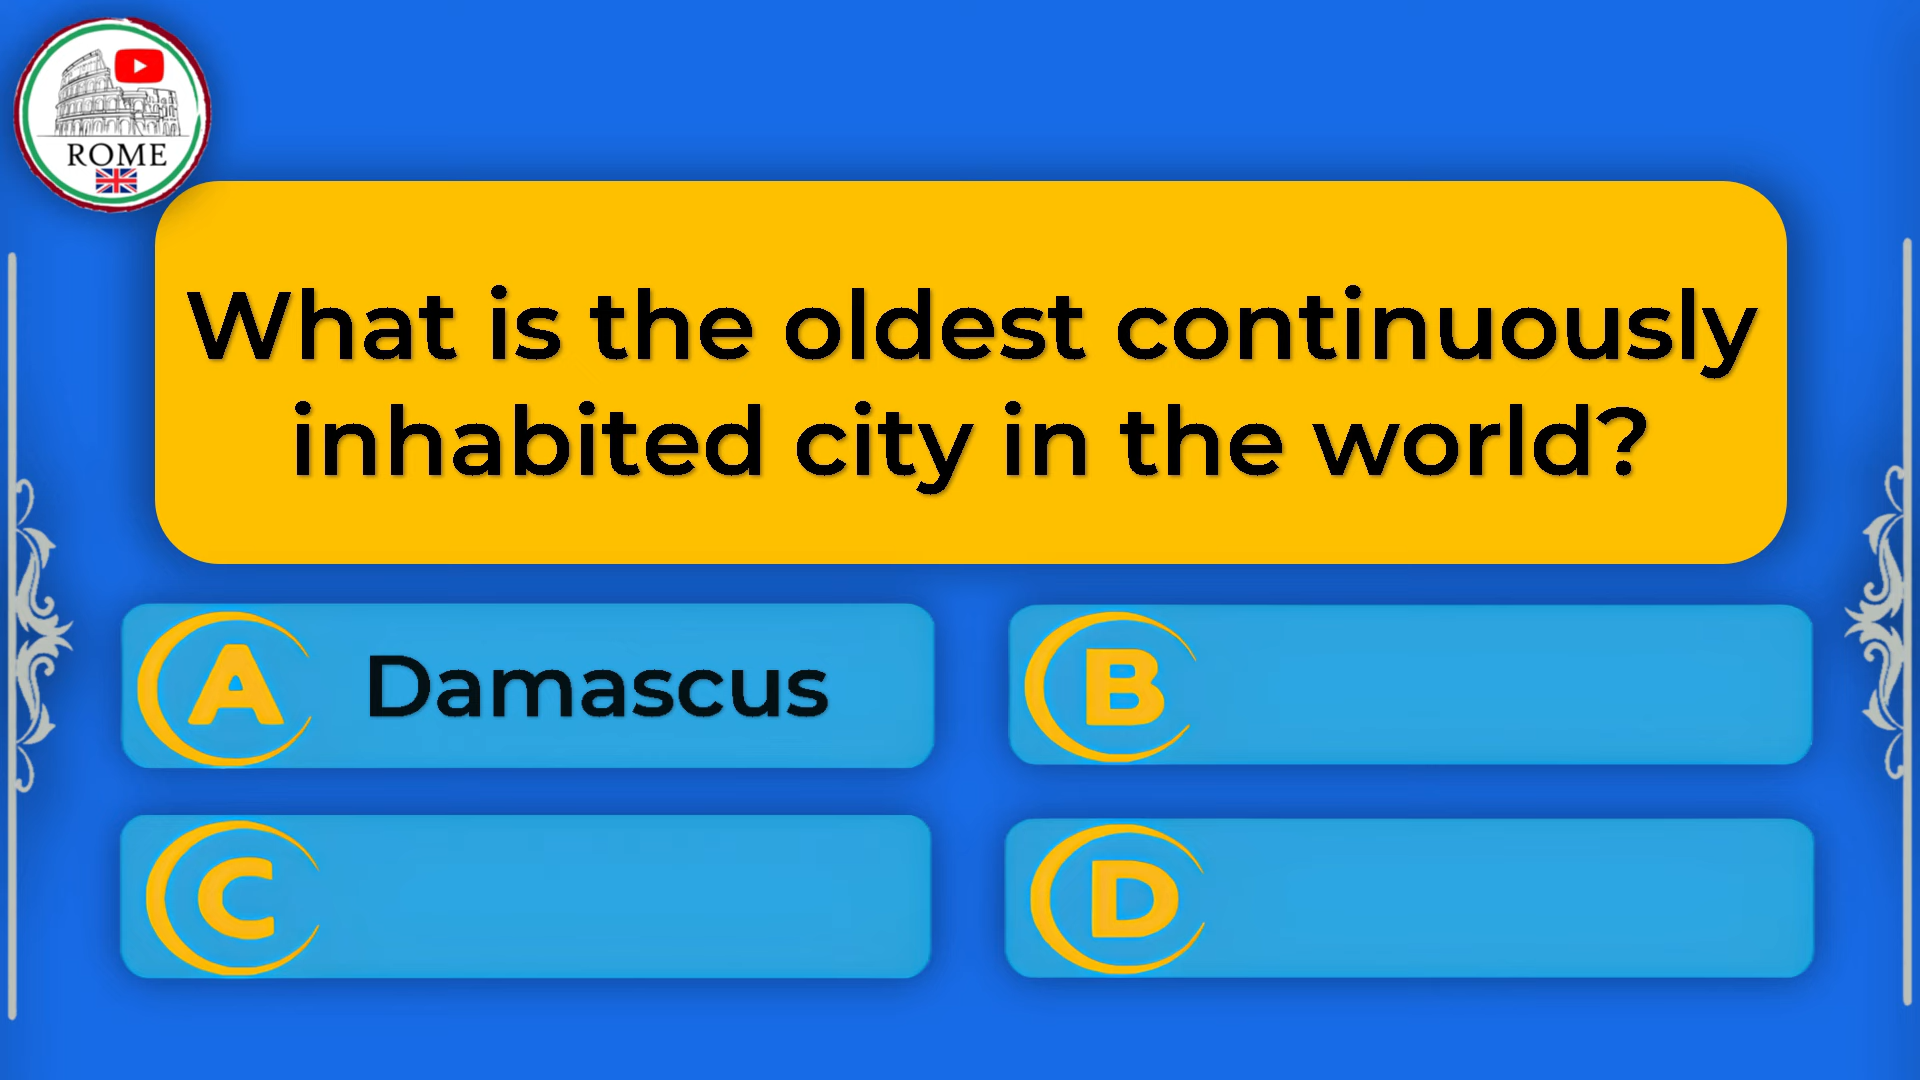 ROME
What is the oldest continuously
inhabited city in the world?
A Damascus
B
C
D